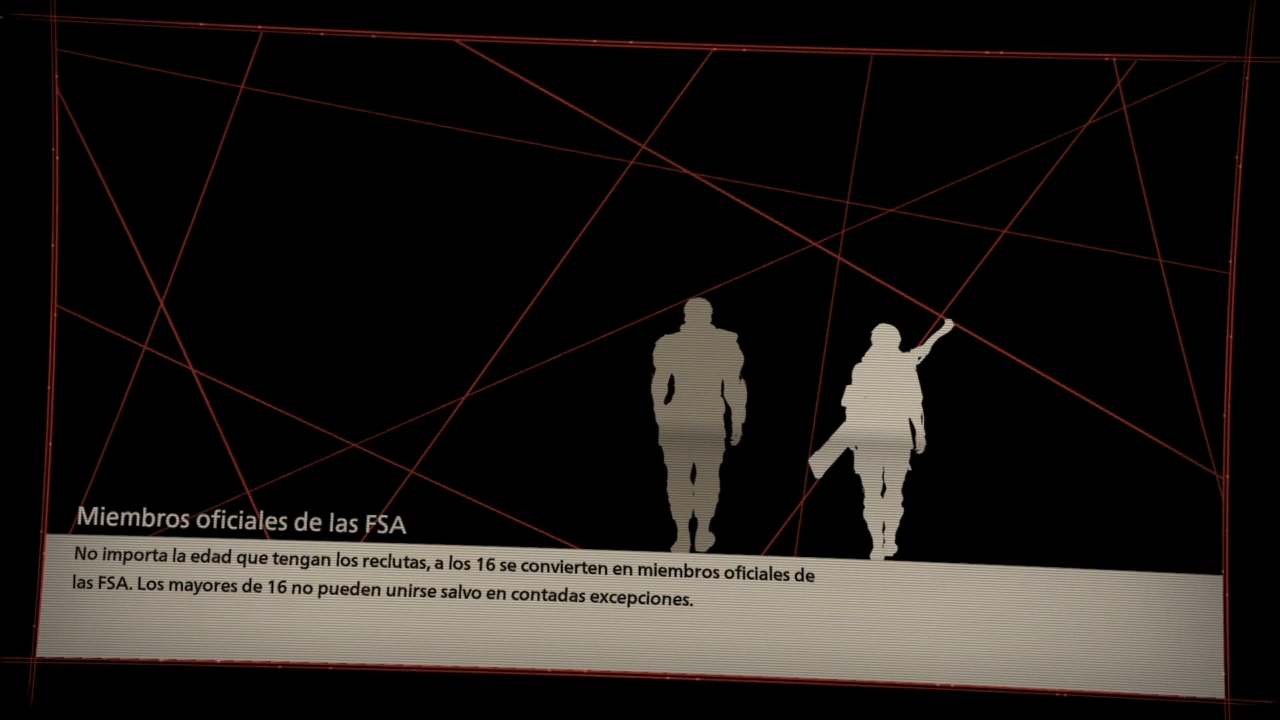 Miembros oficiales de las FSA
No importa la edad que tengan los reclutas, a los 16 se convierten en miembros oficiales de
las FSA. Los mayores de 16 no pueden unirse salvo en contadas excepciones.